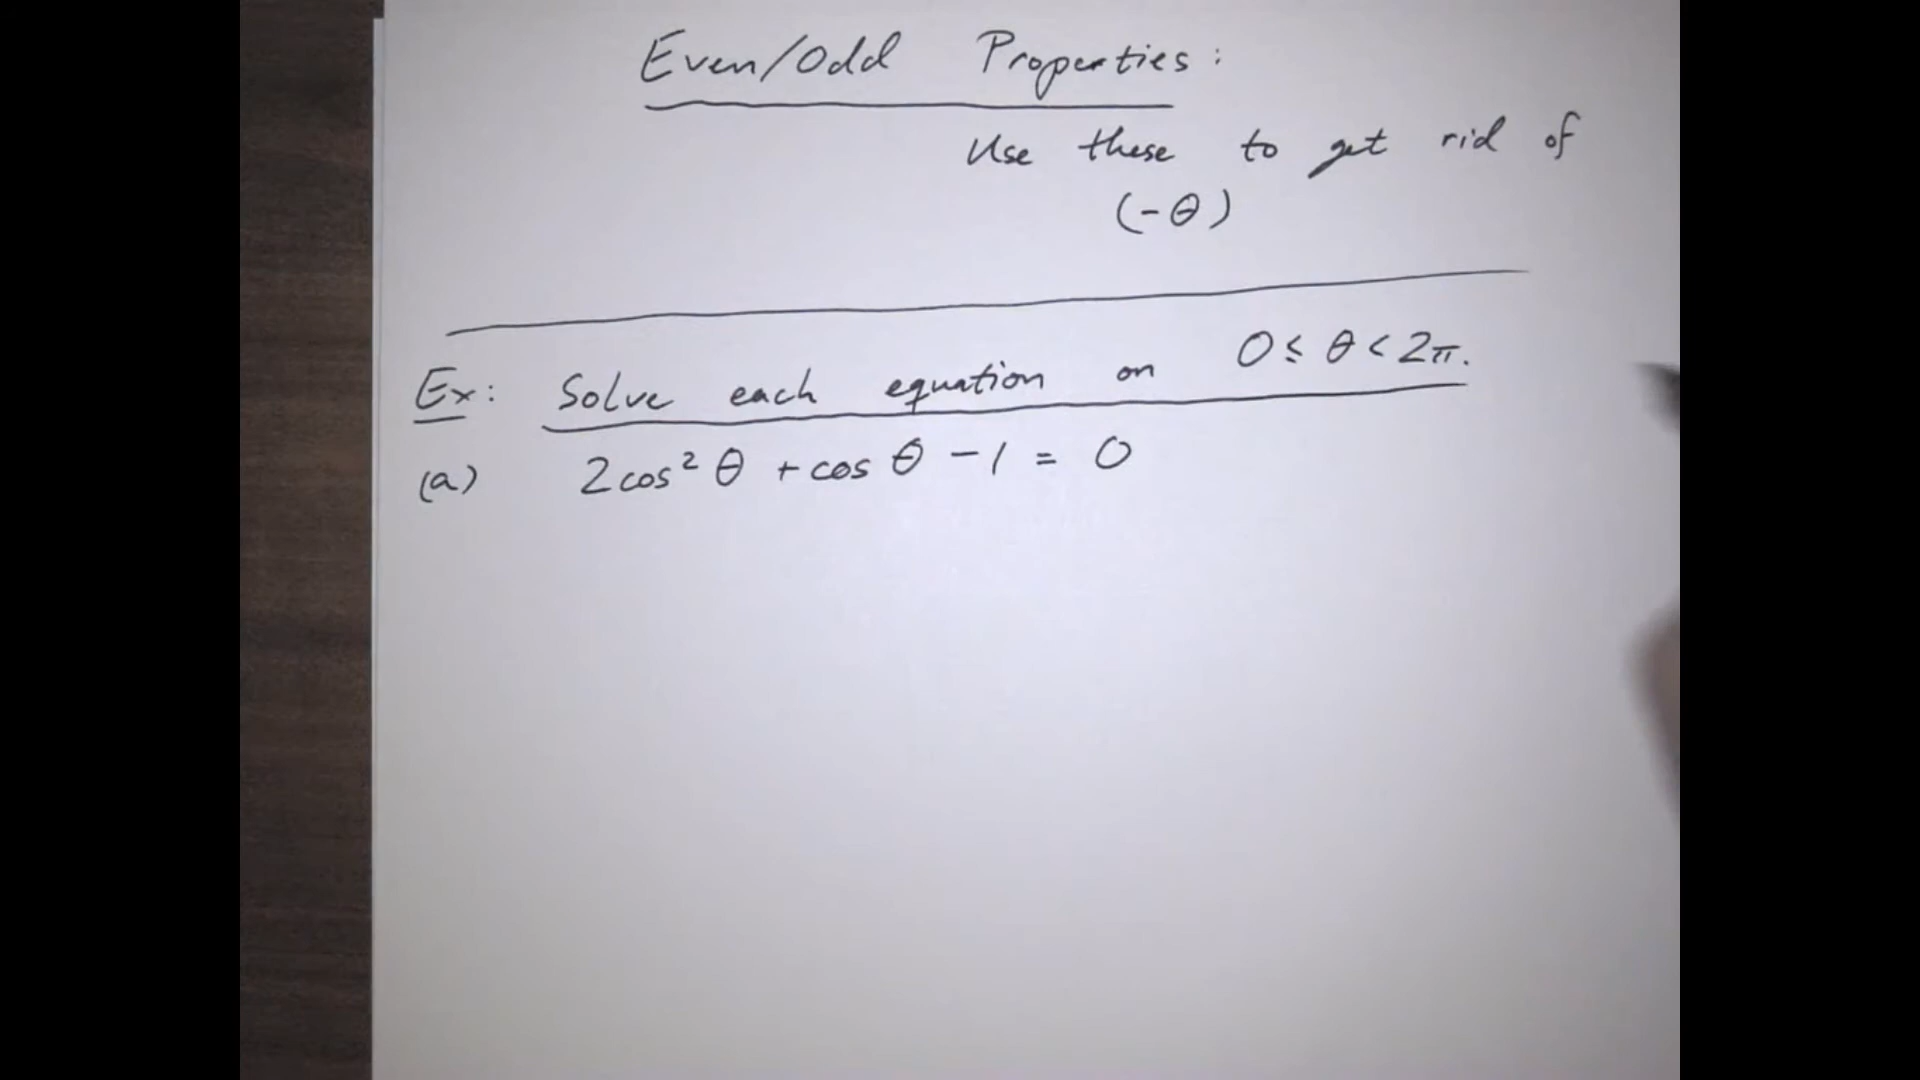 Even/Odd Properties:
Use these to get rid of
(-θ)
Ex: Solve each equation on 0 ≤ θ < 2π.
(a) 2cos² θ + cos θ - 1 = 0